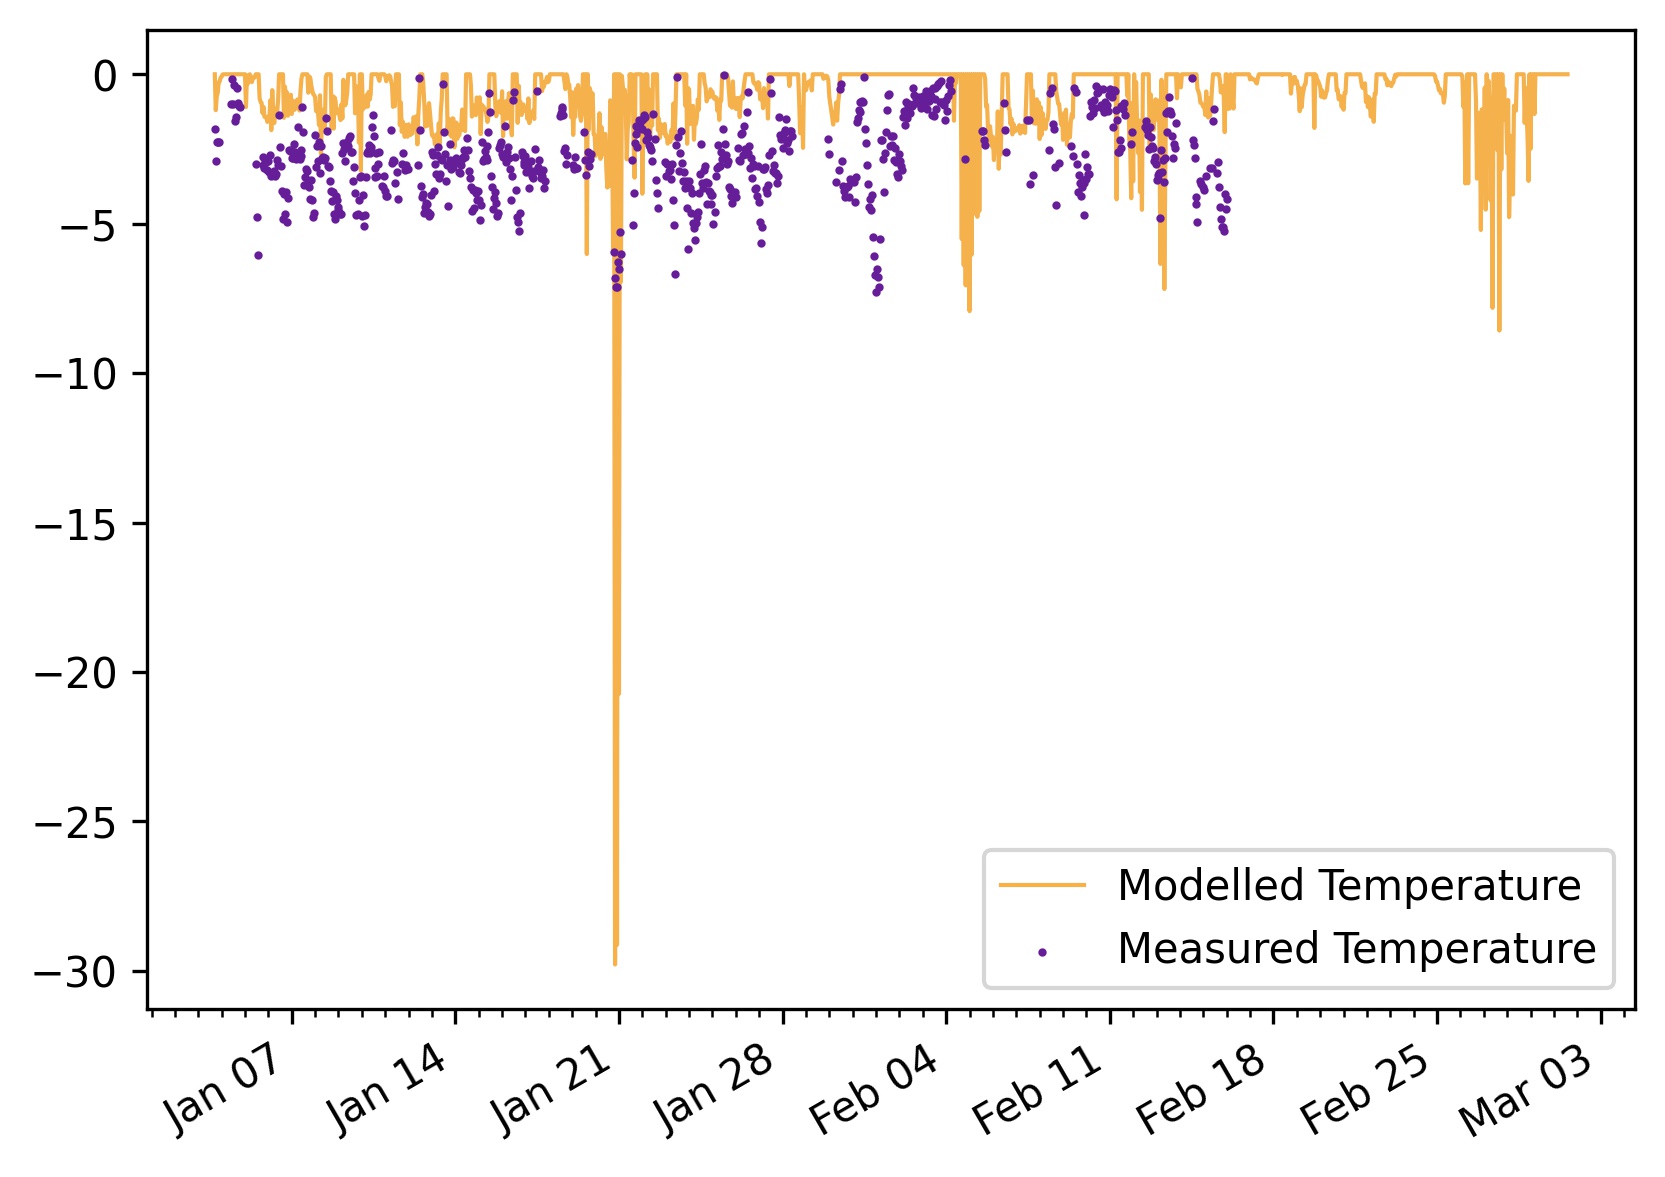 0
−5
−10
−15
−20
−25
−30
Modelled Temperature
Measured Temperature
Jan 07
Jan 14
Jan 21
Jan 28
Feb 04
Feb 11
Feb 18
Feb 25
Mar 03